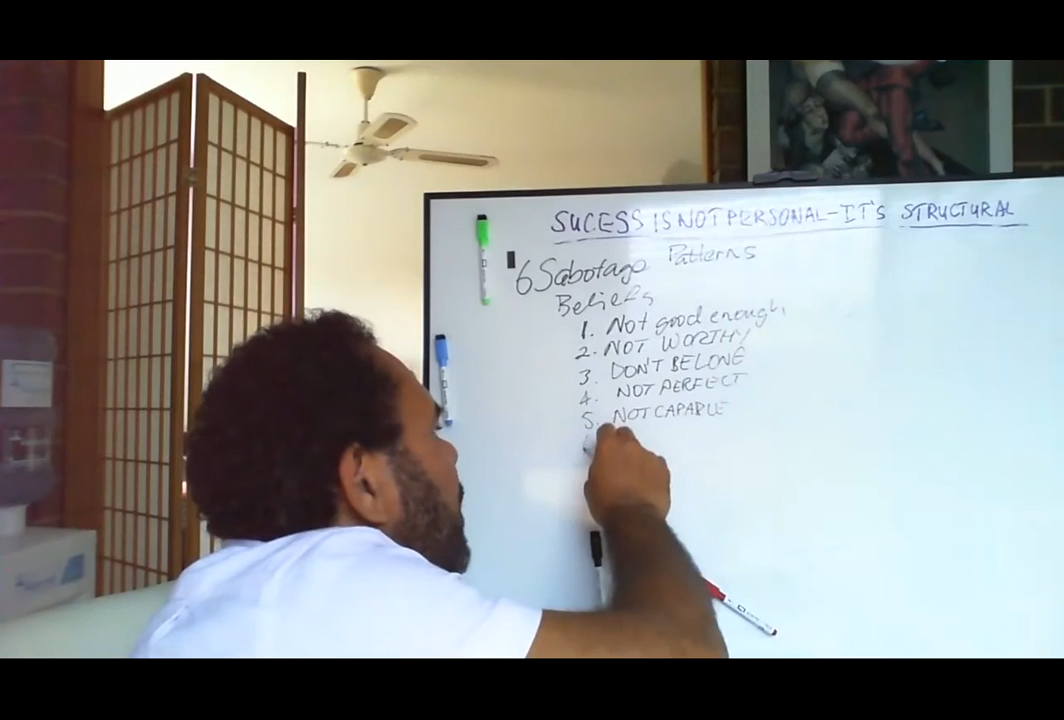 SUCESS IS NOT PERSONAL - IT'S STRUCTURAL
6 Sabotage Patterns
Beliefs
1. Not good enough,
2. NOT WORTHY
3. DON'T BELONG
4. NOT PERFECT
5. NOT CAPABLE